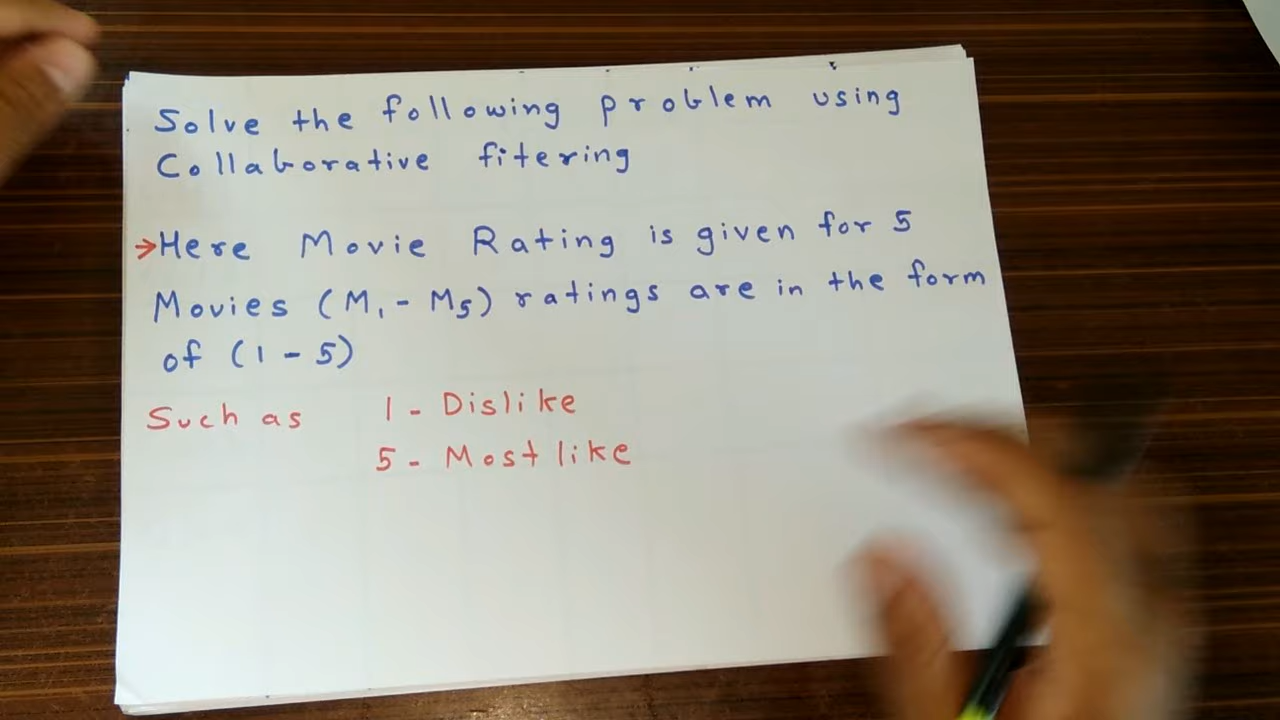 Solve the following problem using
Collaborative fitering
→Here Movie Rating is given for 5
Movies (M₁ - M₅) ratings are in the form
of (1 - 5)
Such as 1 - Dislike
5 - Most like